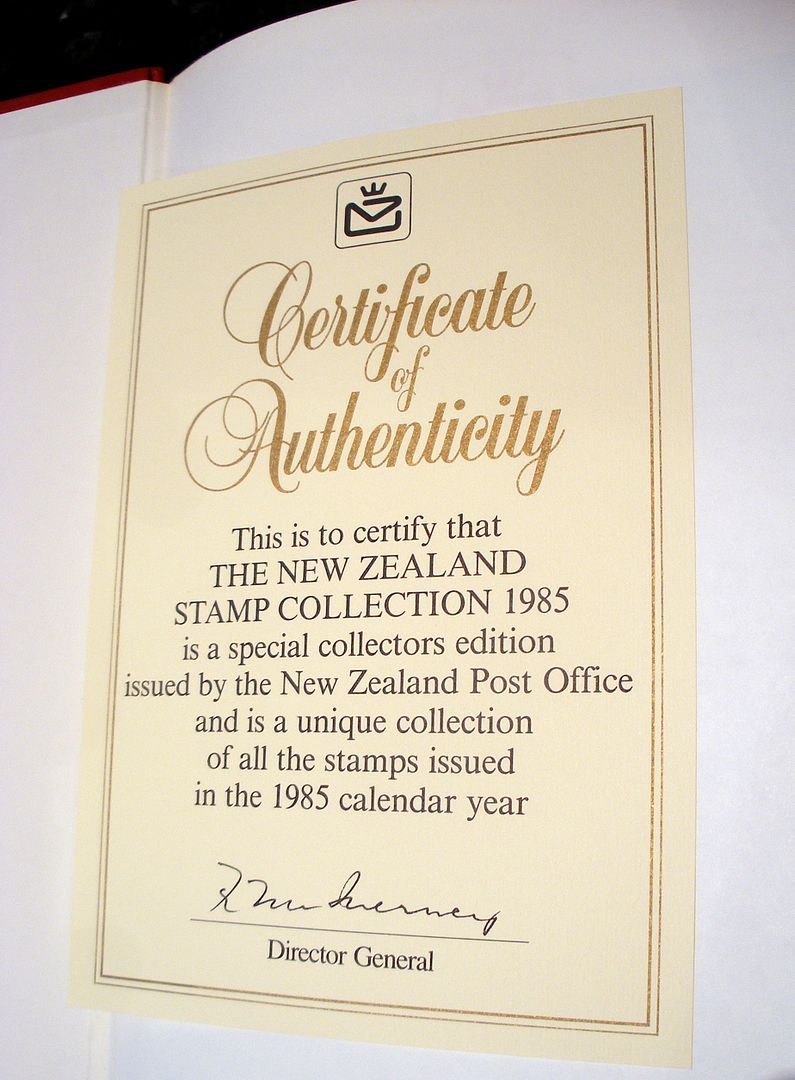 Certificate
of
Authenticity
This is to certify that
THE NEW ZEALAND
STAMP COLLECTION 1985
is a special collectors edition
issued by the New Zealand Post Office
and is a unique collection
of all the stamps issued
in the 1985 calendar year
Director General